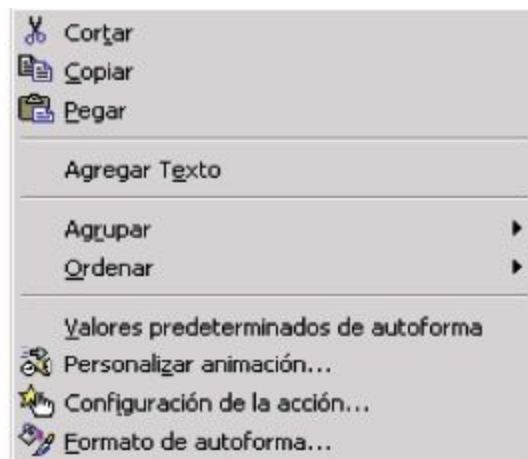 Cortar
Copiar
Pegar
Agregar Texto
Agrupar
Ordenar
Valores predeterminados de autoforma
Personalizar animación...
Configuración de la acción...
Formato de autoforma...